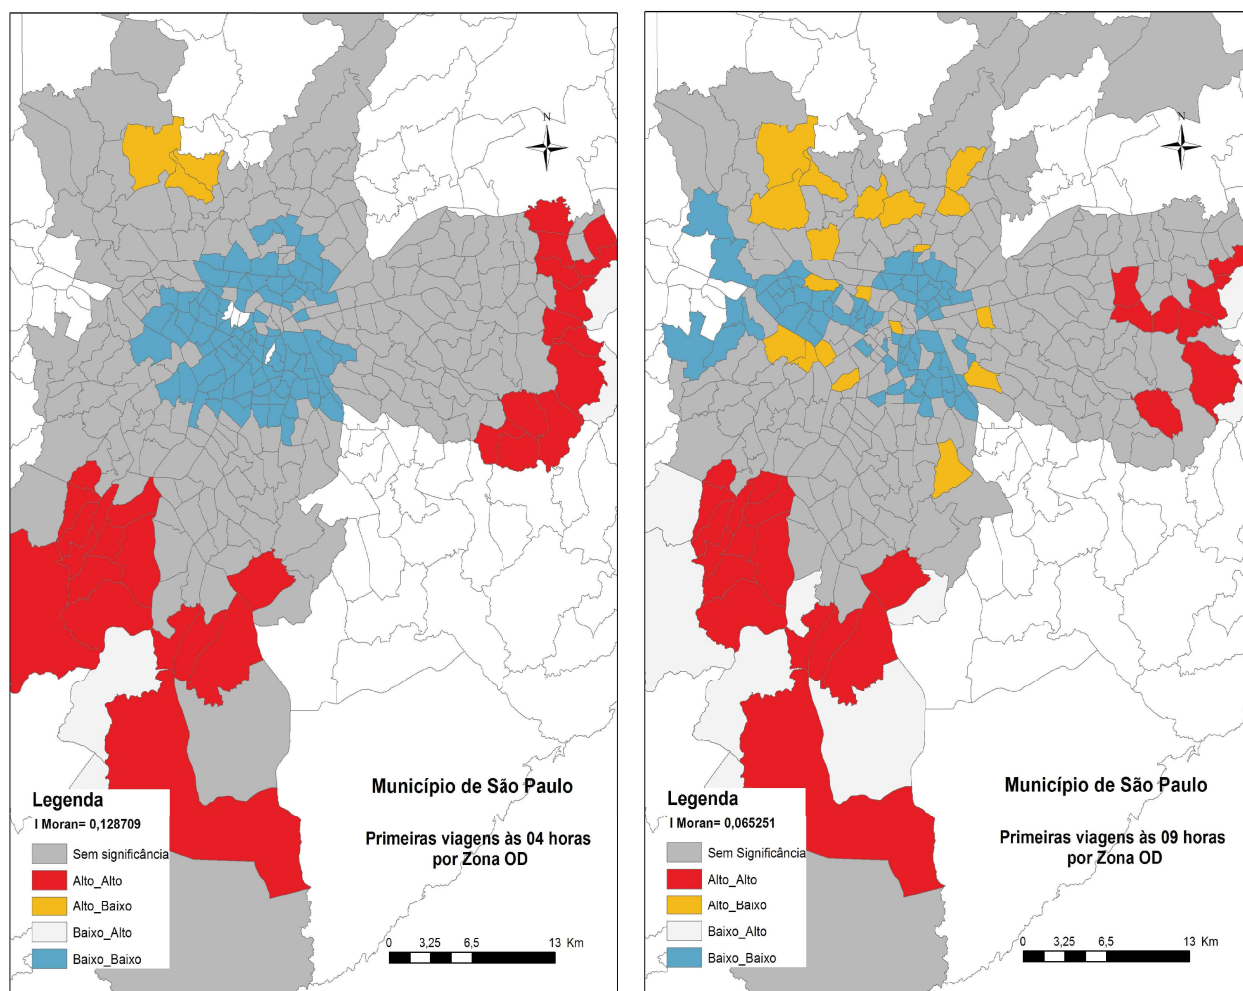 N
Município de São Paulo
Primeiras viagens às 04 horas
por Zona OD
Legenda
I Moran= 0,128709
Sem significância
Alto_Alto
Alto_Baixo
Baixo_Alto
Baixo_Baixo
0 3,25 6,5 13 Km
N
Município de São Paulo
Primeiras viagens às 09 horas
por Zona OD
Legenda
I Moran= 0,065251
Sem Significância
Alto_Alto
Alto_Baixo
Baixo_Alto
Baixo_Baixo
0 3,25 6,5 13 Km